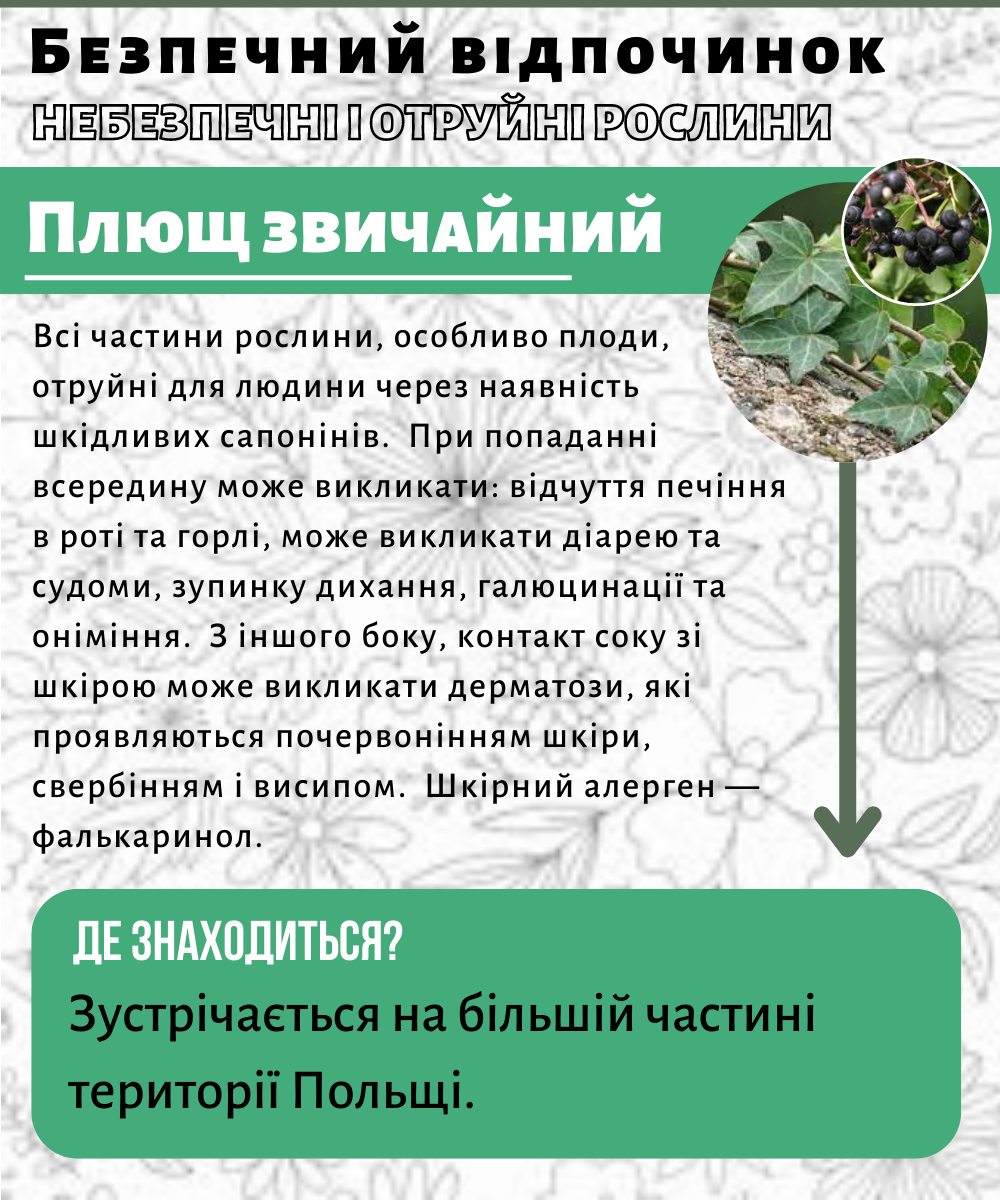 Безпечний відпочинок
НЕБЕЗПЕЧНІ І ОТРУЙНІ РОСЛИНИ
Плющ звичайний
Всі частини рослини, особливо плоди,
отруйні для людини через наявність
шкідливих сапонінів.  При попаданні
всередину може викликати: відчуття печіння
в роті та горлі, може викликати діарею та
судоми, зупинку дихання, галюцинації та
оніміння.  З іншого боку, контакт соку зі
шкірою може викликати дерматози, які
проявляються почервонінням шкіри,
свербінням і висипом.  Шкірний алерген —
фалькаринол.
ДЕ ЗНАХОДИТЬСЯ?
Зустрічається на більшій частині
території Польщі.